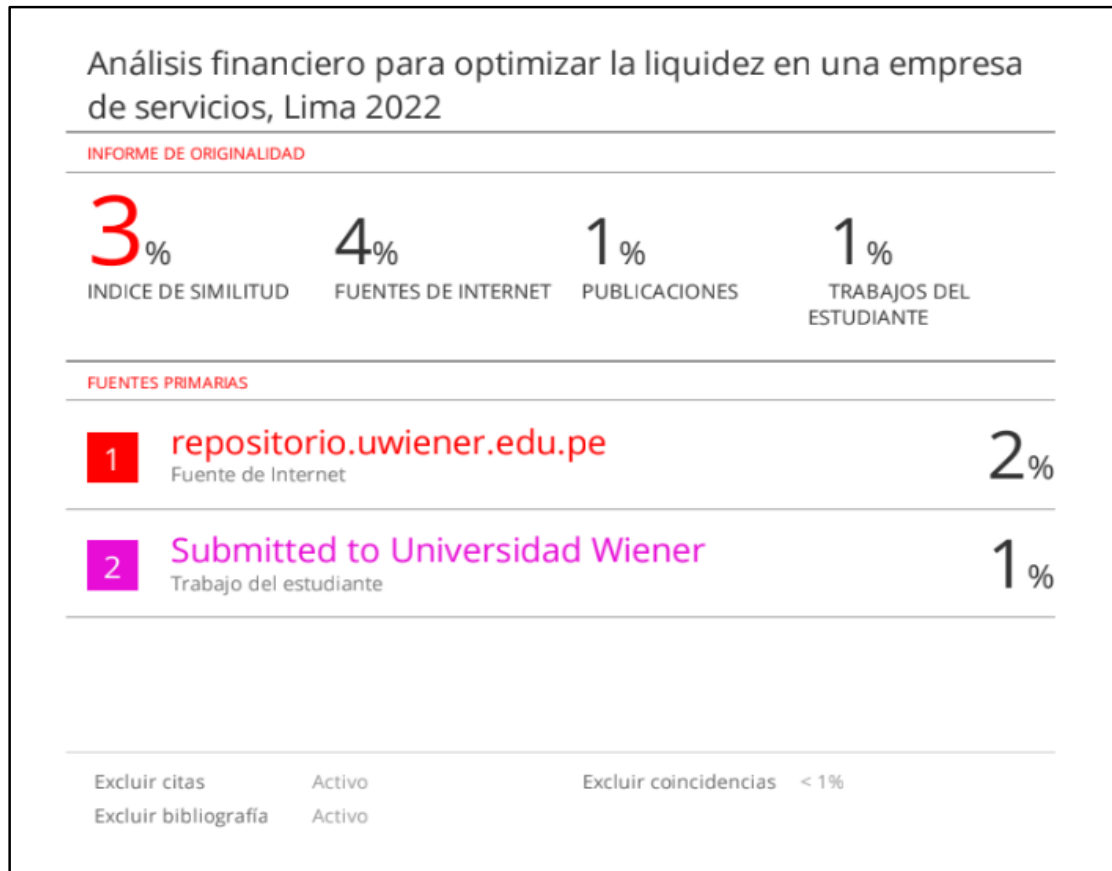 Análisis financiero para optimizar la liquidez en una empresa
de servicios, Lima 2022
INFORME DE ORIGINALIDAD
3%
4%
1%
1%
INDICE DE SIMILITUD
FUENTES DE INTERNET
PUBLICACIONES
TRABAJOS DEL
ESTUDIANTE
FUENTES PRIMARIAS
1
repositorio.uwiener.edu.pe
Fuente de Internet
2%
2
Submitted to Universidad Wiener
Trabajo del estudiante
1%
Excluir citas Activo
Excluir coincidencias < 1%
Excluir bibliografía Activo